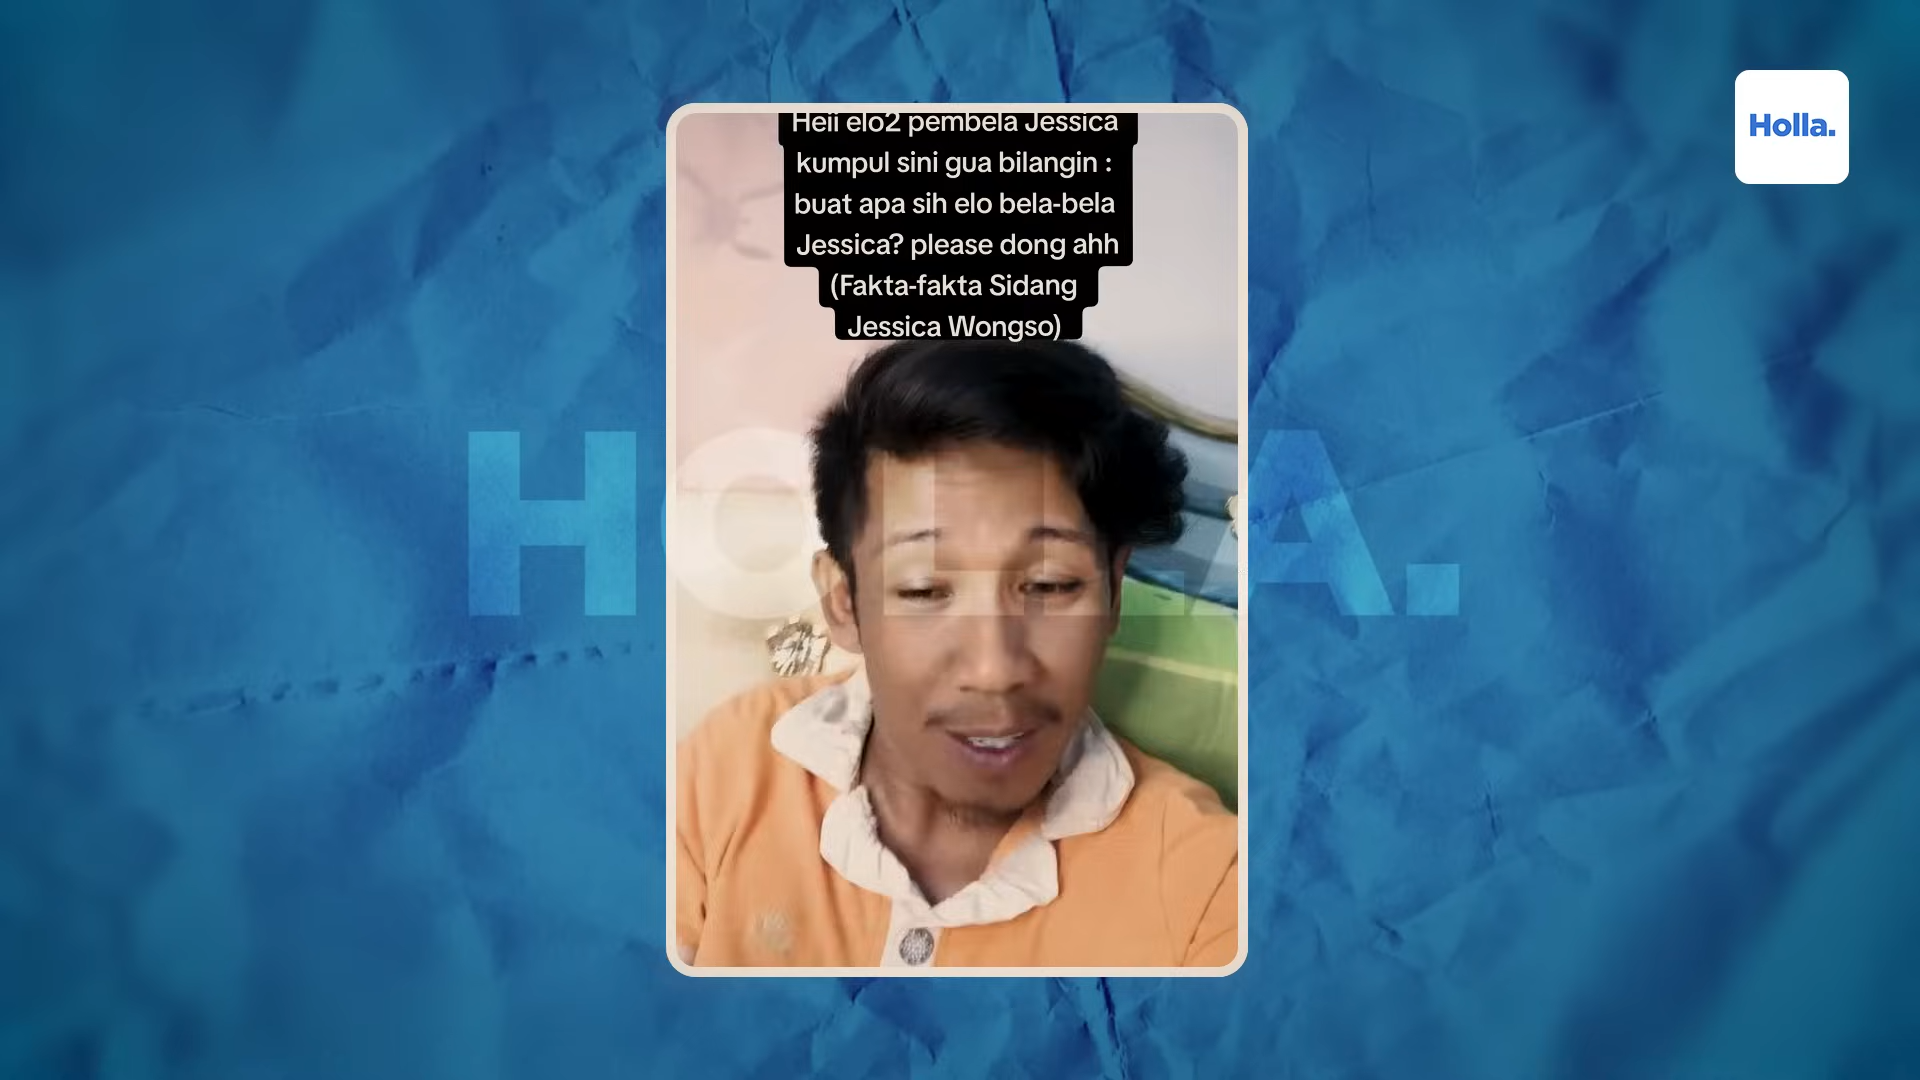 Heii elo2 pembela Jessica
kumpul sini gua bilangin :
buat apa sih elo bela-bela
Jessica? please dong ahh
(Fakta-fakta Sidang
Jessica Wongso)
Holla.
HOLLA.